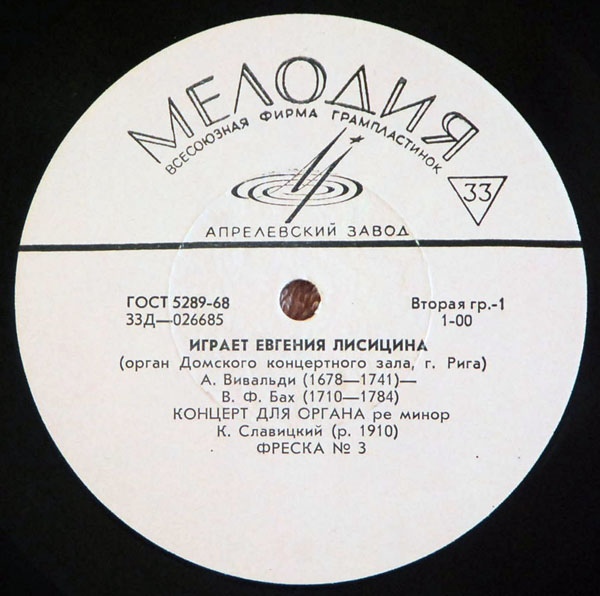 МЕЛОДИЯ
ВСЕСОЮЗНАЯ ФИРМА ГРАМПЛАСТИНОК
33
АПРЕЛЕВСКИЙ ЗАВОД
ГОСТ 5289-68 Вторая гр.-1
33Д—026685 1-00
ИГРАЕТ ЕВГЕНИЯ ЛИСИЦИНА
(орган Домского концертного зала, г. Рига)
А. Вивальди (1678—1741)—
В. Ф. Бах (1710—1784)
КОНЦЕРТ ДЛЯ ОРГАНА ре минор
К. Славицкий (р. 1910)
ФРЕСКА № 3